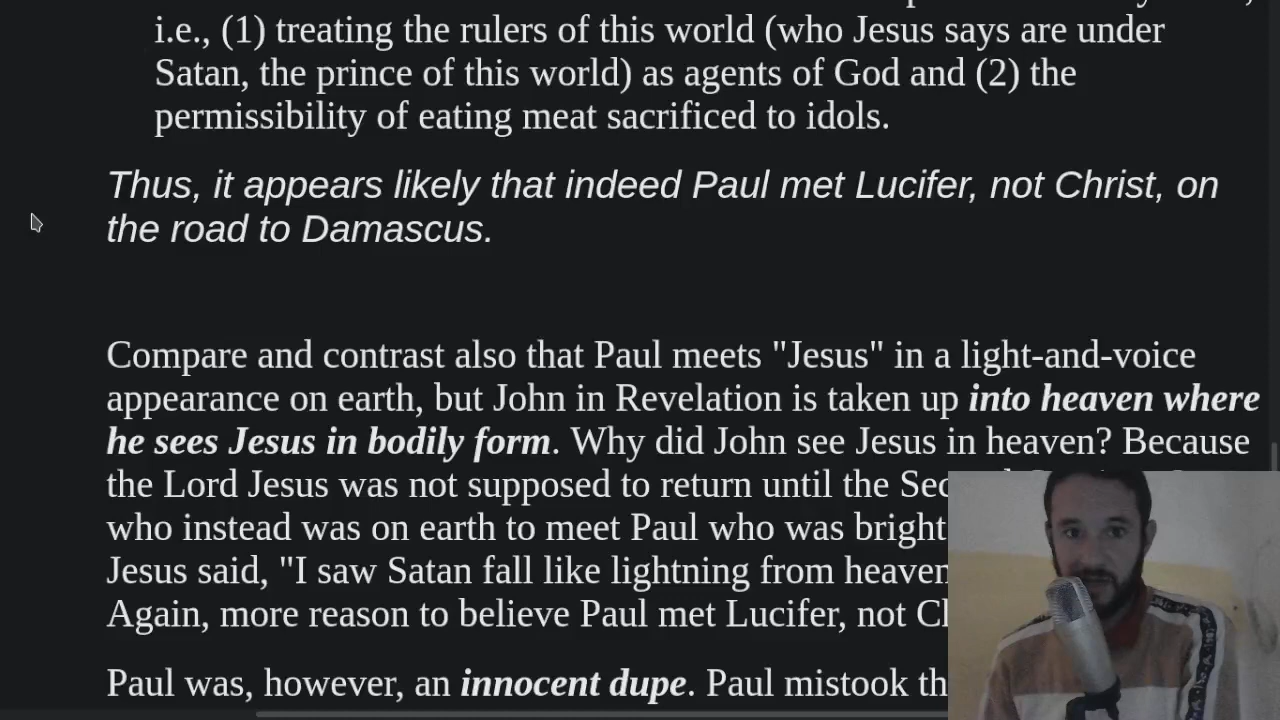 i.e., (1) treating the rulers of this world (who Jesus says are under
Satan, the prince of this world) as agents of God and (2) the
permissibility of eating meat sacrificed to idols.
Thus, it appears likely that indeed Paul met Lucifer, not Christ, on
the road to Damascus.
Compare and contrast also that Paul meets "Jesus" in a light-and-voice
appearance on earth, but John in Revelation is taken up into heaven where
he sees Jesus in bodily form. Why did John see Jesus in heaven? Because
the Lord Jesus was not supposed to return until the
who instead was on earth to meet Paul who was bright
Jesus said, "I saw Satan fall like lightning from heaven
Again, more reason to believe Paul met Lucifer, not
Paul was, however, an innocent dupe. Paul mistook